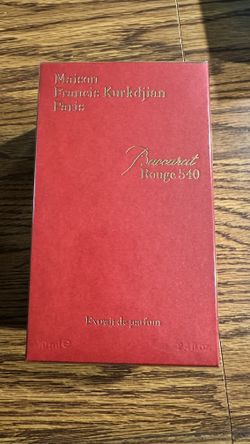 Maison
Francis Kurkdjian
Paris
Baccarat
Rouge 540
Extrait de parfum